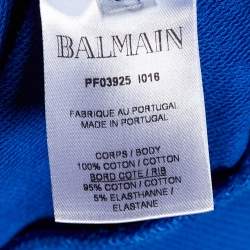 BALMAIN
PF03925 I016
FABRIQUE AU PORTUGAL
MADE IN PORTUGAL
CORPS / BODY
100% COTON / COTTON
BORD COTE / RIB
95% COTON / COTTON
5% ELASTHANNE /
ELASTANE